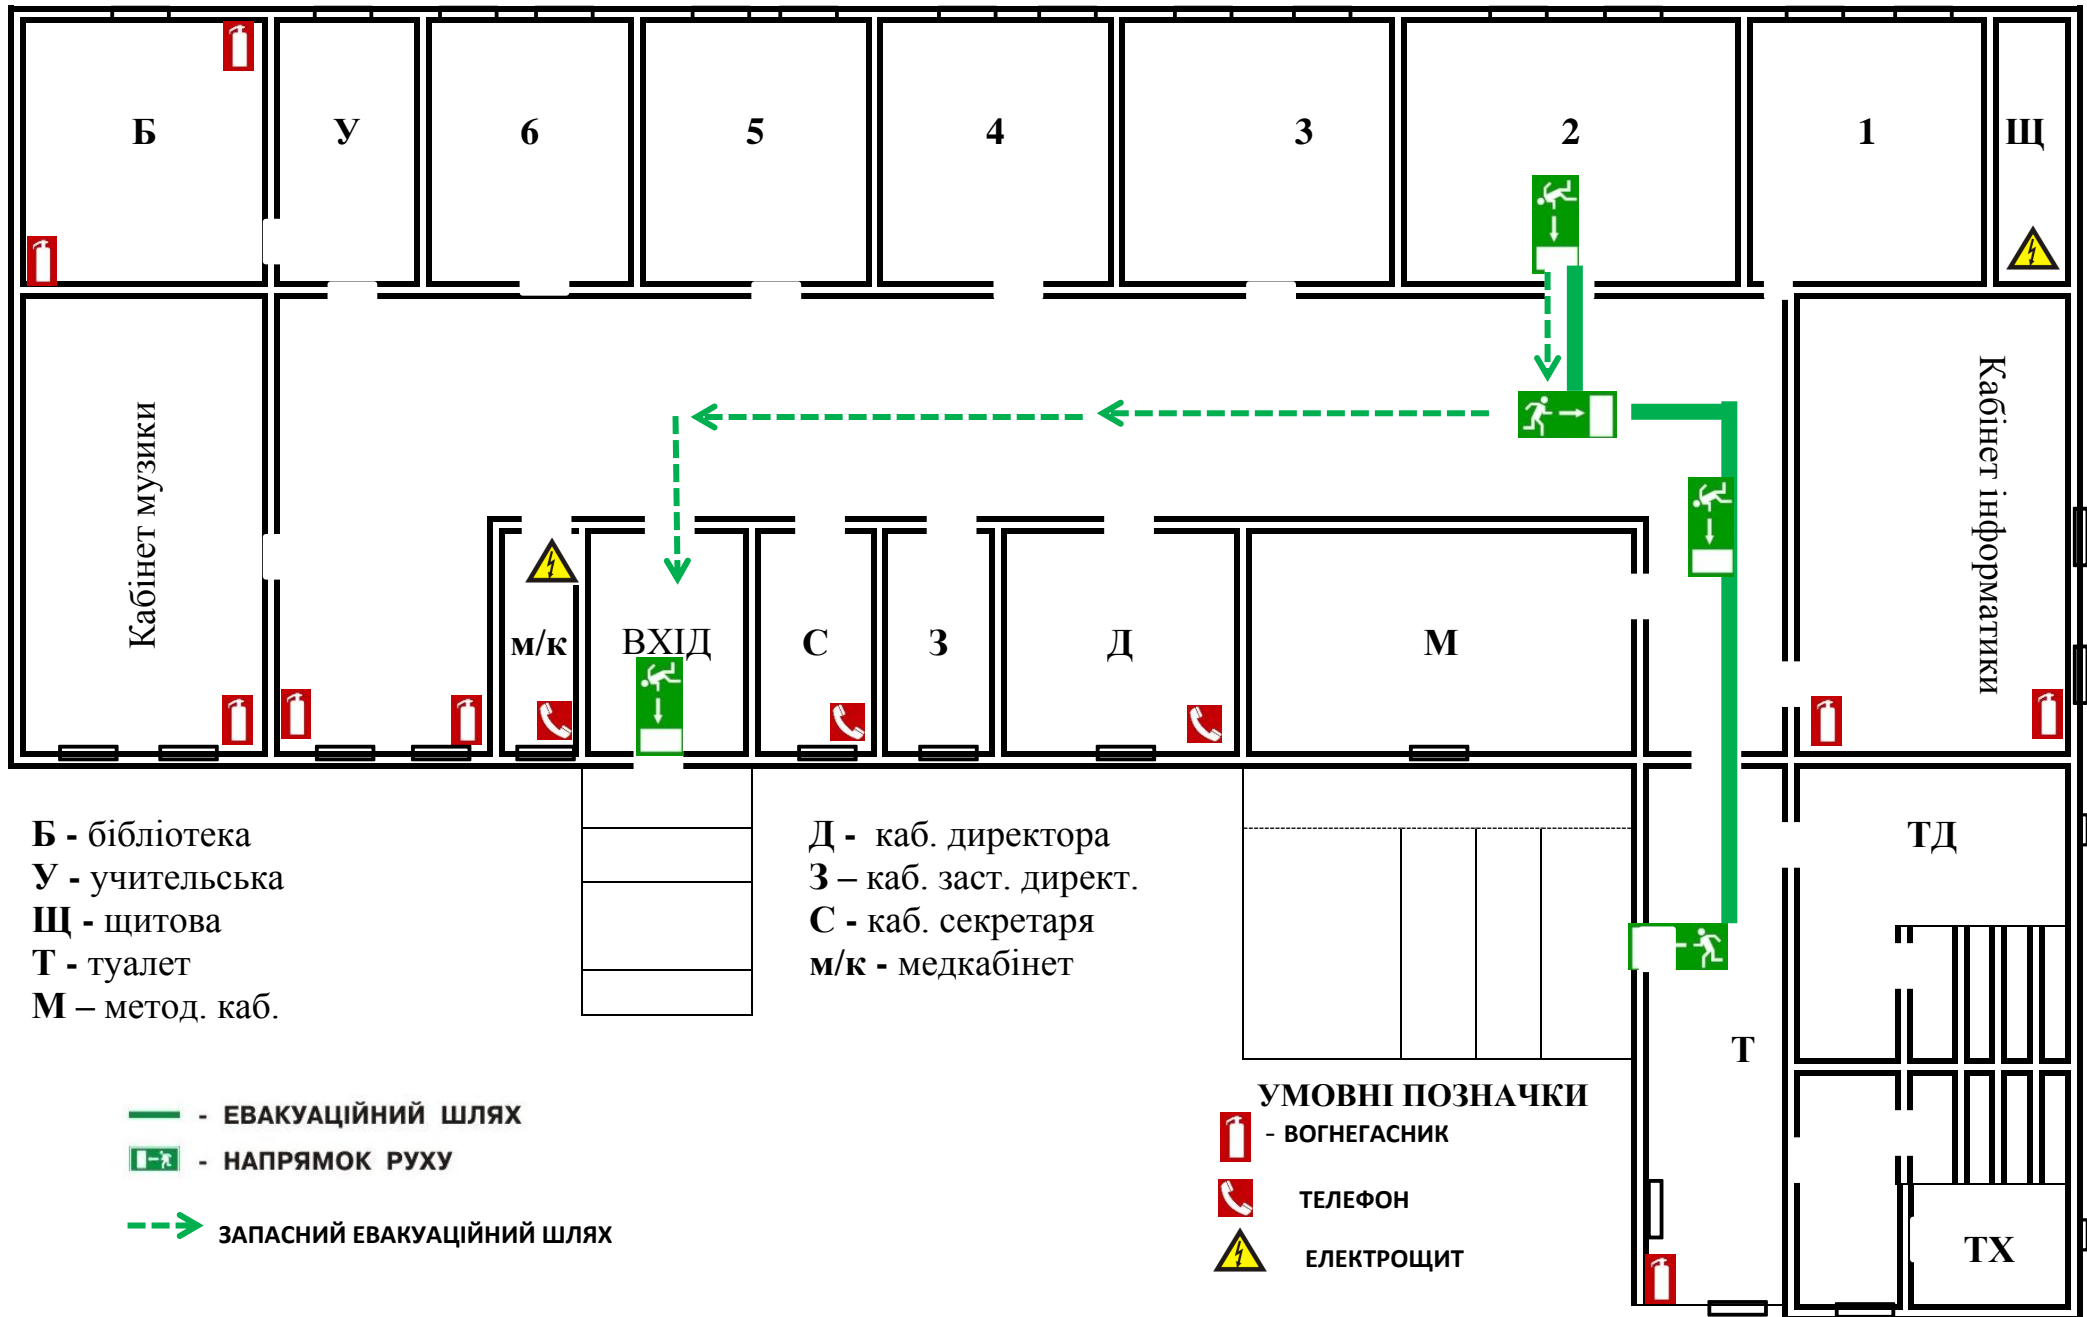 Б
У
6
5
4
3
2
1
Щ
Кабінет музики
Кабінет інформатики
м/к
ВХІД
С
З
Д
М
Б - бібліотека
У - учительська
Щ - щитова
Т - туалет
М – метод. каб.
Д - каб. директора
З – каб. заст. директ.
С - каб. секретаря
м/к - медкабінет
ТД
Т
ТХ
- ЕВАКУАЦІЙНИЙ ШЛЯХ
- НАПРЯМОК РУХУ
ЗАПАСНИЙ ЕВАКУАЦІЙНИЙ ШЛЯХ
УМОВНІ ПОЗНАЧКИ
- ВОГНЕГАСНИК
ТЕЛЕФОН
ЕЛЕКТРОЩИТ